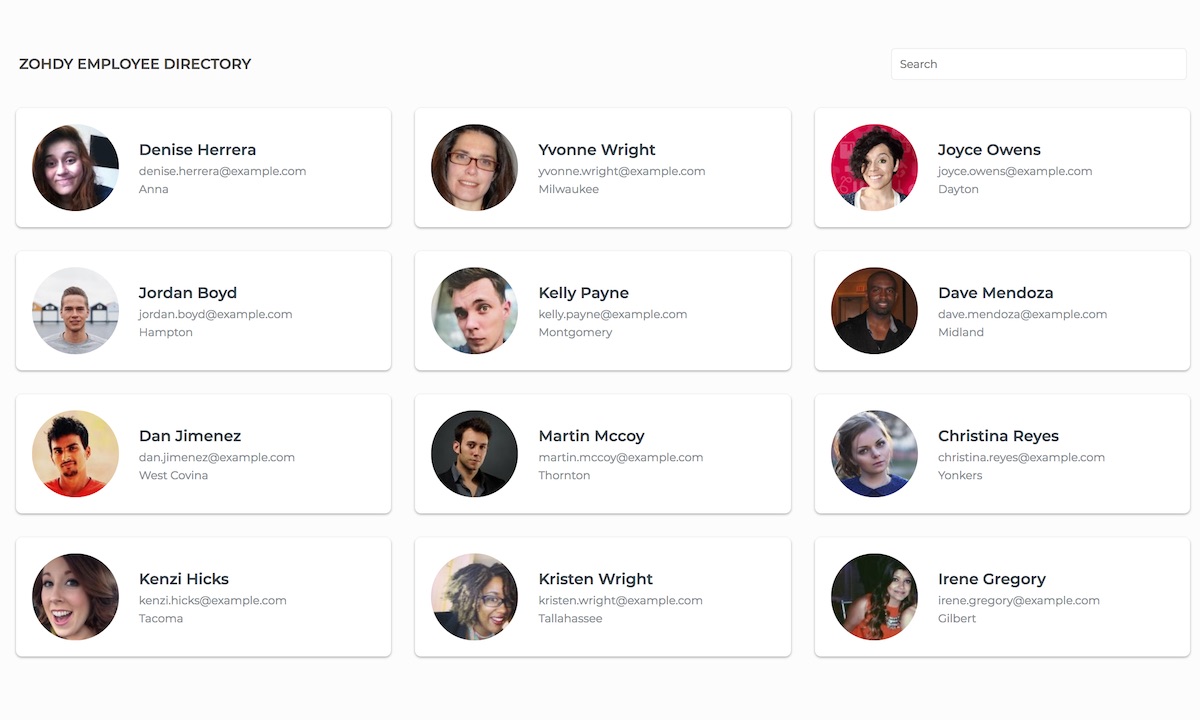 ZOHDY EMPLOYEE DIRECTORY
Search
Denise Herrera
denise.herrera@example.com
Anna
Yvonne Wright
yvonne.wright@example.com
Milwaukee
Joyce Owens
joyce.owens@example.com
Dayton
Jordan Boyd
jordan.boyd@example.com
Hampton
Kelly Payne
kelly.payne@example.com
Montgomery
Dave Mendoza
dave.mendoza@example.com
Midland
Dan Jimenez
dan.jimenez@example.com
West Covina
Martin Mccoy
martin.mccoy@example.com
Thornton
Christina Reyes
christina.reyes@example.com
Yonkers
Kenzi Hicks
kenzi.hicks@example.com
Tacoma
Kristen Wright
kristen.wright@example.com
Tallahassee
Irene Gregory
irene.gregory@example.com
Gilbert